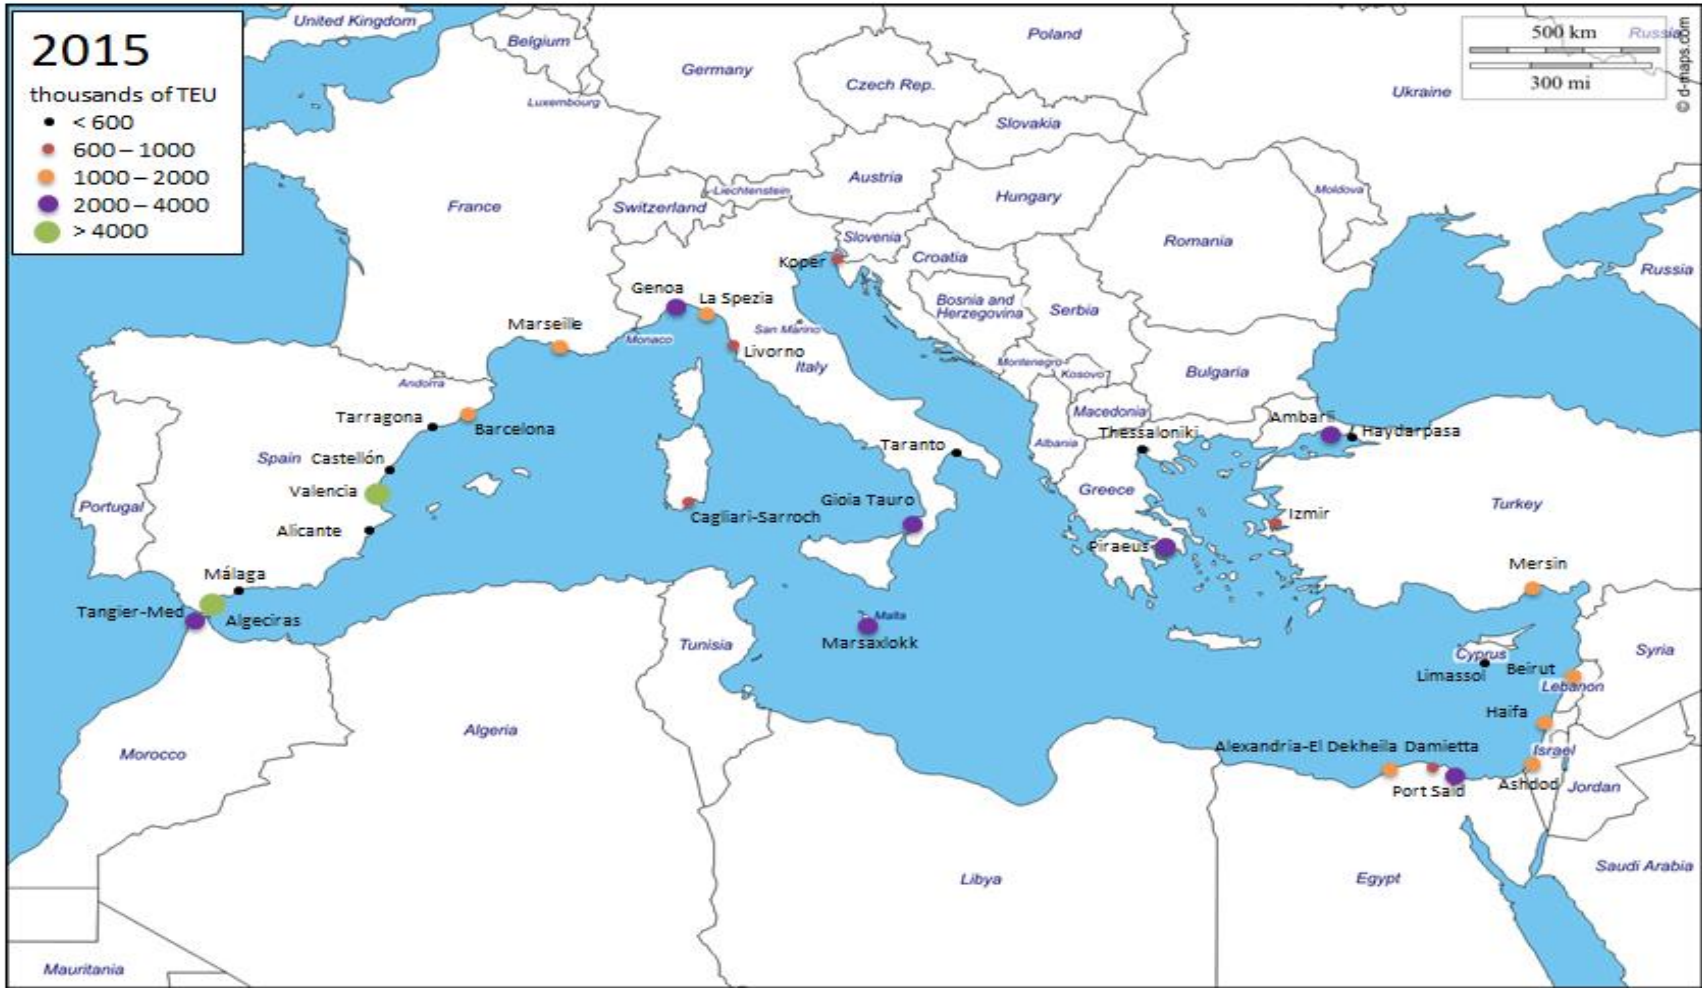 2015
thousands of TEU
< 600
600 – 1000
1000 – 2000
2000 – 4000
> 4000
500 km
300 mi
© d-maps.com
United Kingdom
Belgium
Luxembourg
Germany
Poland
Czech Rep.
Slovakia
Ukraine
Russia
France
Switzerland
Liechtenstein
Austria
Hungary
Moldova
Slovenia
Croatia
Romania
Russia
Koper
Genoa
La Spezia
Bosnia and
Herzegovina
Serbia
Marseille
Monaco
San Marino
Livorno
Italy
Montenegro
Kosovo
Bulgaria
Andorra
Tarragona
Barcelona
Macedonia
Albania
Thessaloniki
Ambarli
Haydarpasa
Taranto
Spain
Castellón
Valencia
Portugal
Alicante
Gioia Tauro
Cagliari-Sarroch
Greece
Izmir
Turkey
Piraeus
Málaga
Tangier-Med
Algeciras
Mersin
Malta
Marsaxlokk
Tunisia
Cyprus
Limassol
Beirut
Lebanon
Syria
Morocco
Algeria
Haifa
Alexandria-El Dekheila
Damietta
Israel
Port Said
Ashdod
Jordan
Libya
Egypt
Saudi Arabia
Mauritania